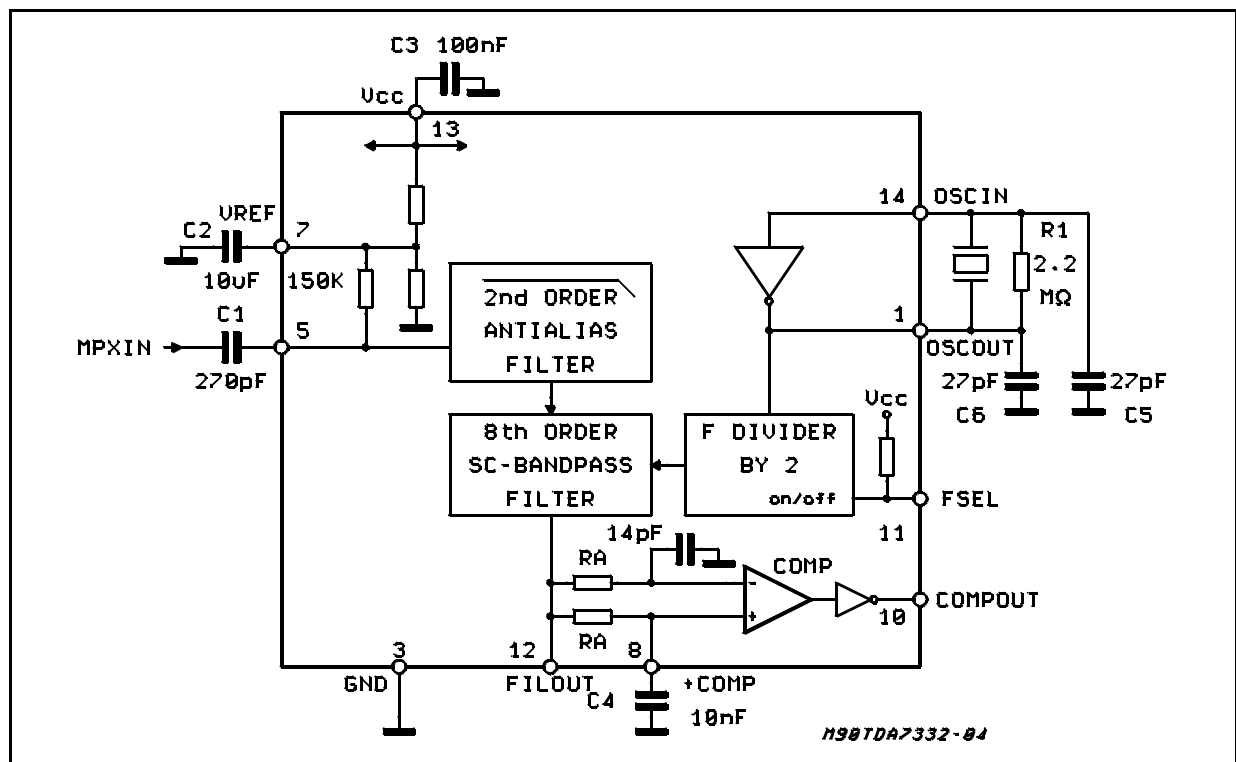 C3 100nF
Vcc
13
14 OSCIN
VREF
C2
7
10uF
150K
R1
2.2
MΩ
2nd ORDER
ANTIALIAS
FILTER
C1
5
1
MPXIN
270pF
OSCOUT
27pF
C6
27pF
C5
Vcc
8th ORDER
SC-BANDPASS
FILTER
F DIVIDER
BY 2
on/off
FSEL
11
14pF
RA
COMP
-
+
COMPOUT
10
RA
3
12
8
GND
FILOUT
C4
+COMP
10nF
M90TDA7332-04